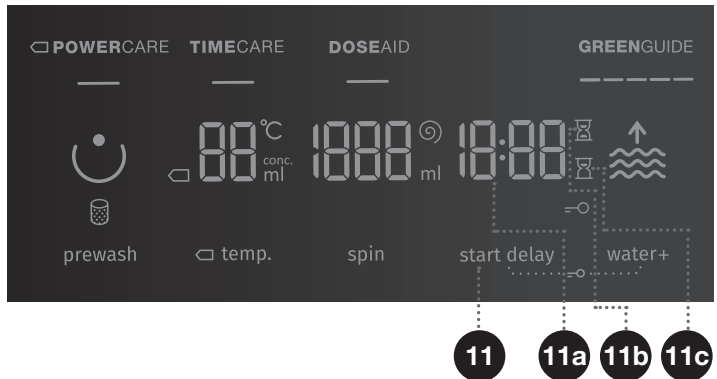 POWERCARE TIMECARE DOSEAID GREENGUIDE
88 °C 1888 18:88
conc.
ml ml
prewash temp. spin start delay water+
11 11a 11b 11c